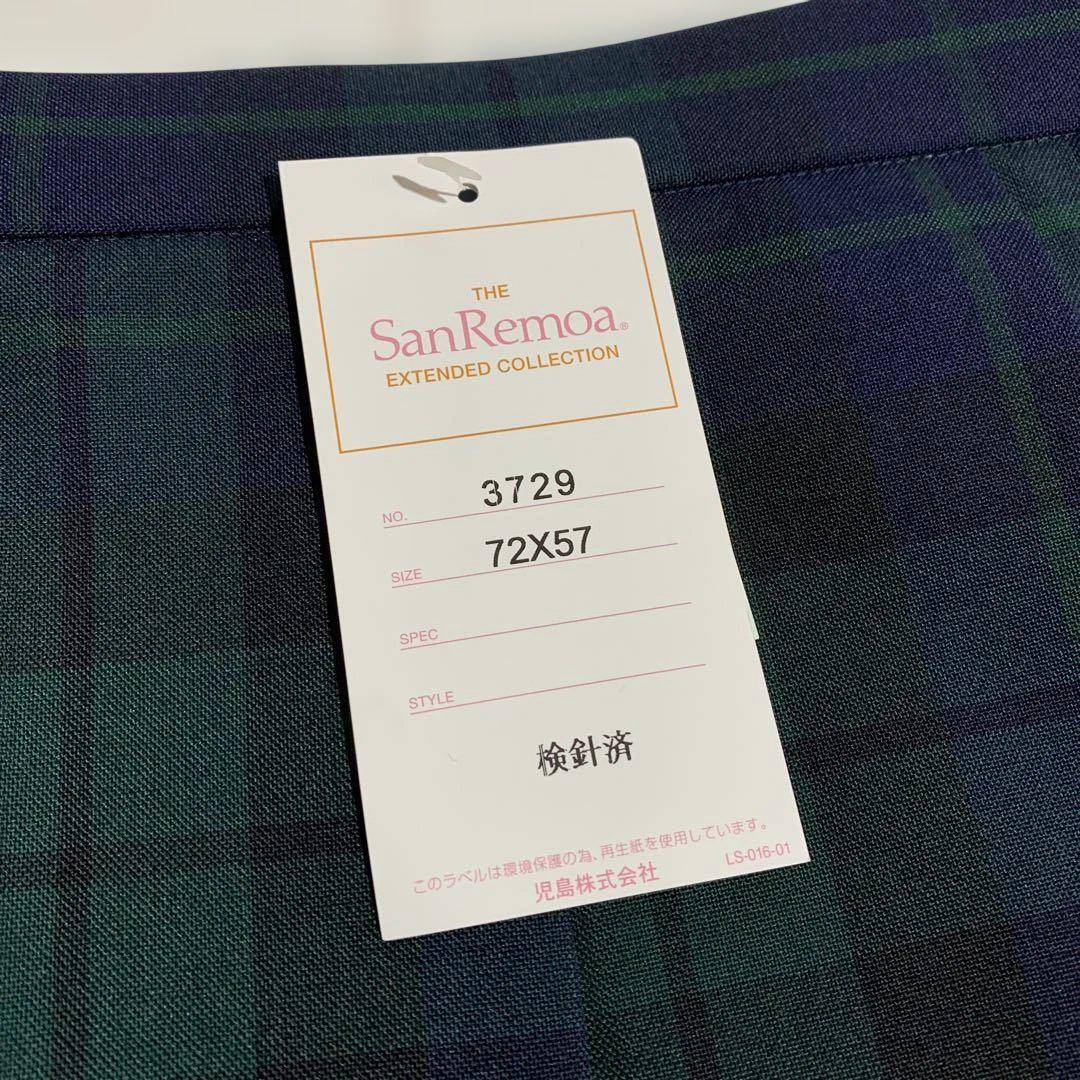 THE
SanRemoa®
EXTENDED COLLECTION
NO. 3729
SIZE 72X57
SPEC
STYLE
検針済
このラベルは環境保護の為、再生紙を使用しています。
児島株式会社 LS-016-01